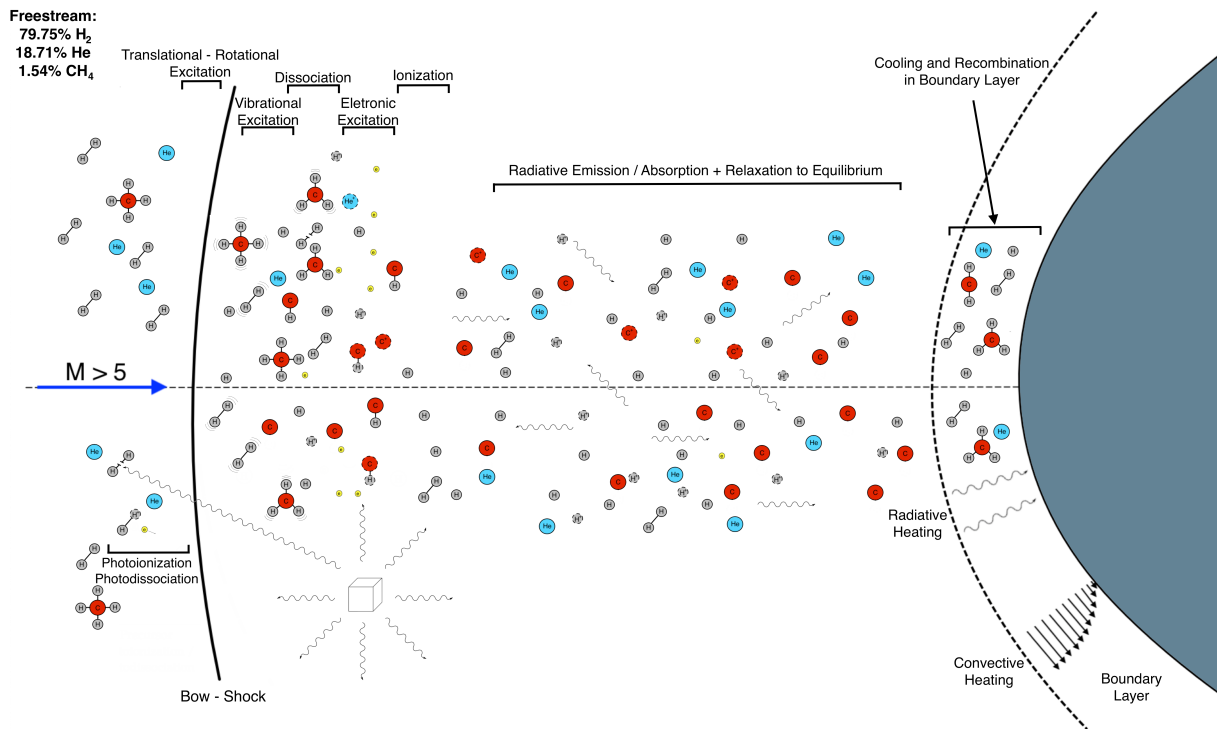 Freestream:
79.75% H2
18.71% He
1.54% CH4
Translational - Rotational
Excitation
Dissociation
Ionization
Vibrational
Excitation
Eletronic
Excitation
Radiative Emission / Absorption + Relaxation to Equilibrium
Cooling and Recombination
in Boundary Layer
M > 5
Photoionization
Photodissociation
Bow - Shock
Radiative
Heating
Convective
Heating
Boundary
Layer